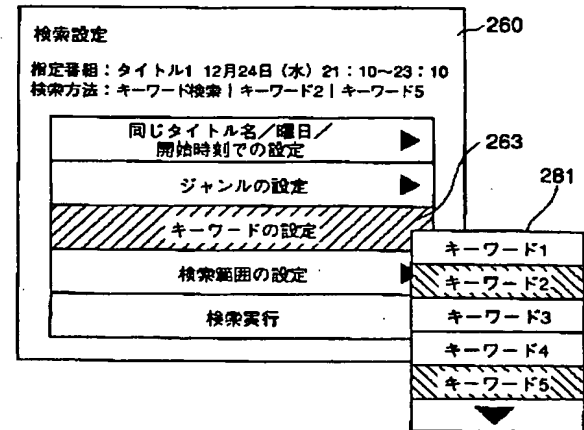 260
検索設定
指定番組：タイトル1 12月24日（水）21：10～23：10
検索方法：キーワード検索 | キーワード2 | キーワード5
同じタイトル名／曜日／
開始時刻での設定
263
ジャンルの設定
281
キーワードの設定
キーワード1
検索範囲の設定
キーワード2
検索実行
キーワード3
キーワード4
キーワード5